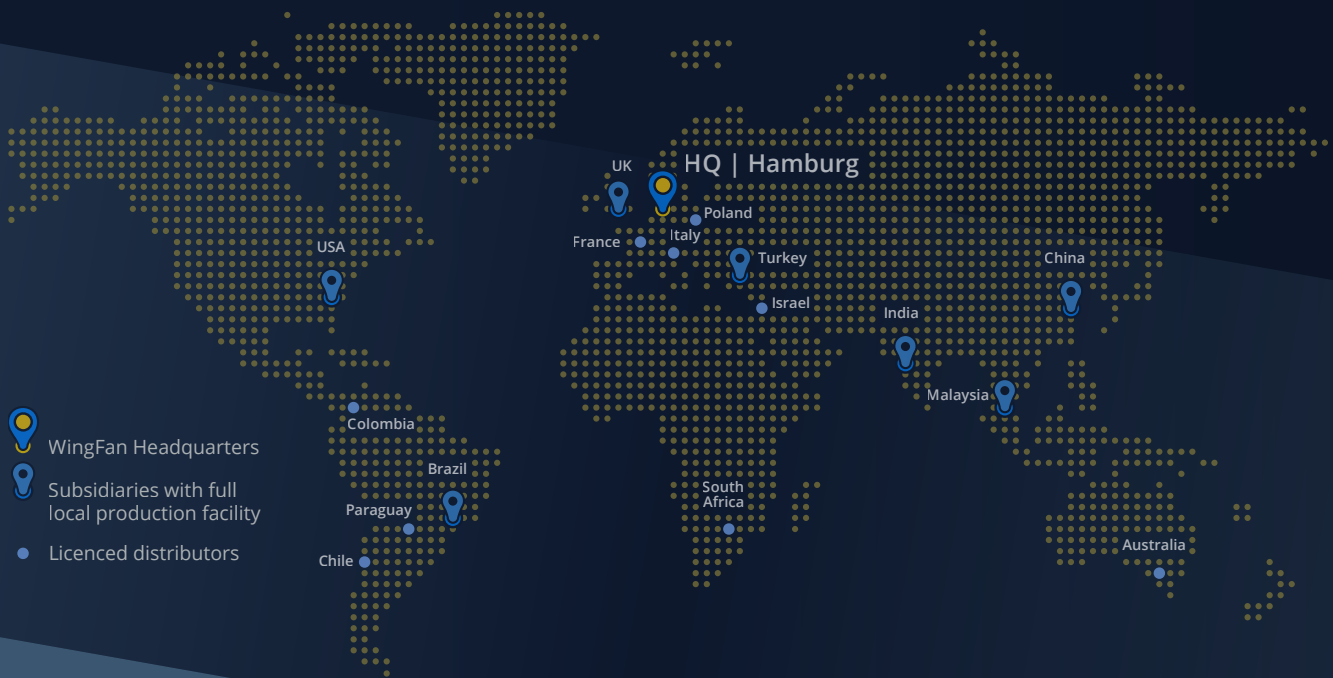 UK
HQ | Hamburg
Poland
Italy
France
USA
Turkey
China
Israel
India
Malaysia
Colombia
WingFan Headquarters
Brazil
Subsidiaries with full
local production facility
South
Africa
Paraguay
Australia
Licenced distributors
Chile